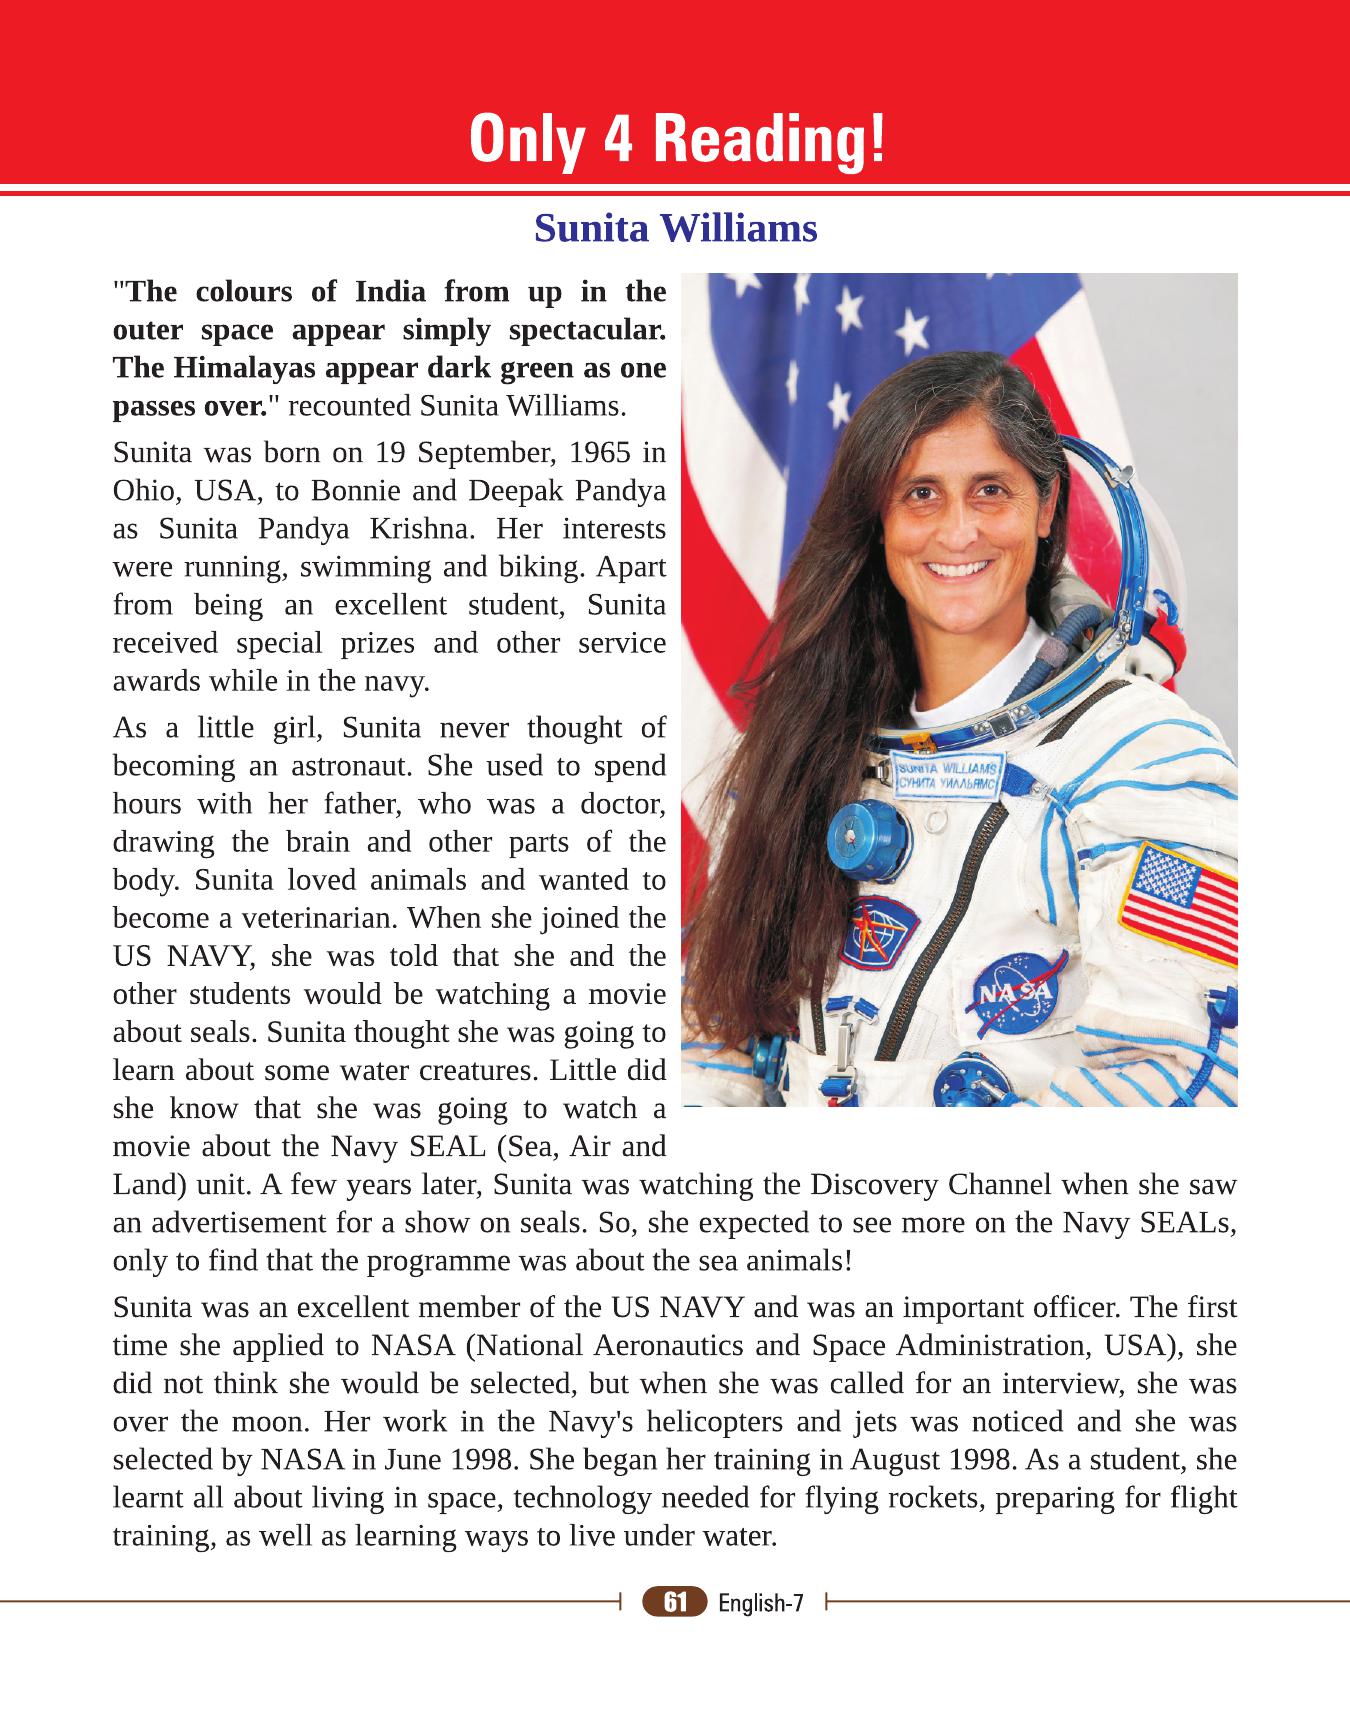 Only 4 Reading!
Sunita Williams
"The colours of India from up in the
outer space appear simply spectacular.
The Himalayas appear dark green as one
passes over." recounted Sunita Williams.
Sunita was born on 19 September, 1965 in
Ohio, USA, to Bonnie and Deepak Pandya
as Sunita Pandya Krishna. Her interests
were running, swimming and biking. Apart
from being an excellent student, Sunita
received special prizes and other service
awards while in the navy.
As a little girl, Sunita never thought of
becoming an astronaut. She used to spend
hours with her father, who was a doctor,
drawing the brain and other parts of the
body. Sunita loved animals and wanted to
become a veterinarian. When she joined the
US NAVY, she was told that she and the
other students would be watching a movie
about seals. Sunita thought she was going to
learn about some water creatures. Little did
she know that she was going to watch a
movie about the Navy SEAL (Sea, Air and
Land) unit. A few years later, Sunita was watching the Discovery Channel when she saw
an advertisement for a show on seals. So, she expected to see more on the Navy SEALs,
only to find that the programme was about the sea animals!
Sunita was an excellent member of the US NAVY and was an important officer. The first
time she applied to NASA (National Aeronautics and Space Administration, USA), she
did not think she would be selected, but when she was called for an interview, she was
over the moon. Her work in the Navy's helicopters and jets was noticed and she was
selected by NASA in June 1998. She began her training in August 1998. As a student, she
learnt all about living in space, technology needed for flying rockets, preparing for flight
training, as well as learning ways to live under water.
SUNITA WILLIAMS
СУНИТА УИЛЛЬЯМС
NASA
61 English-7